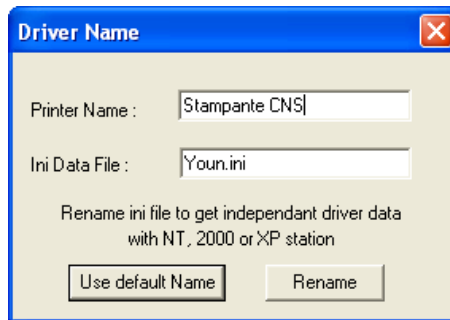 Driver Name
Printer Name : Stampante CNS
Ini Data File : Youn.ini
Rename ini file to get independant driver data
with NT, 2000 or XP station
Use default Name Rename